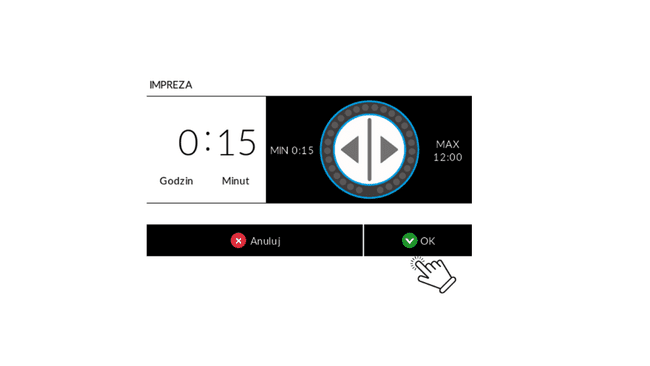 IMPREZA
0:15
Godzin Minut
MIN 0:15
MAX
12:00
Anuluj
OK